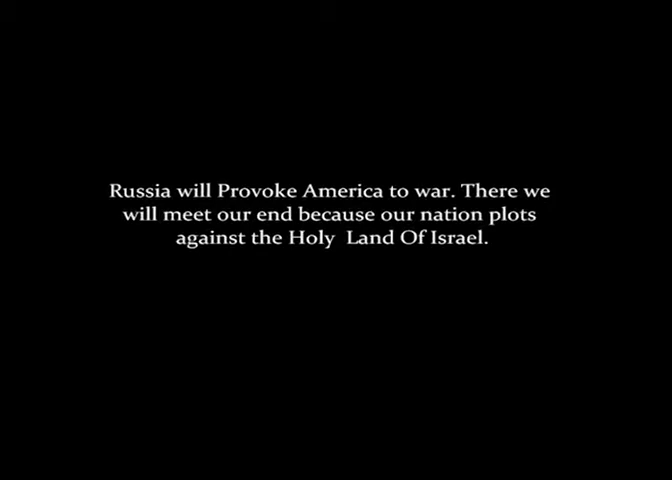 Russia will Provoke America to war. There we
will meet our end because our nation plots
against the Holy  Land Of Israel.